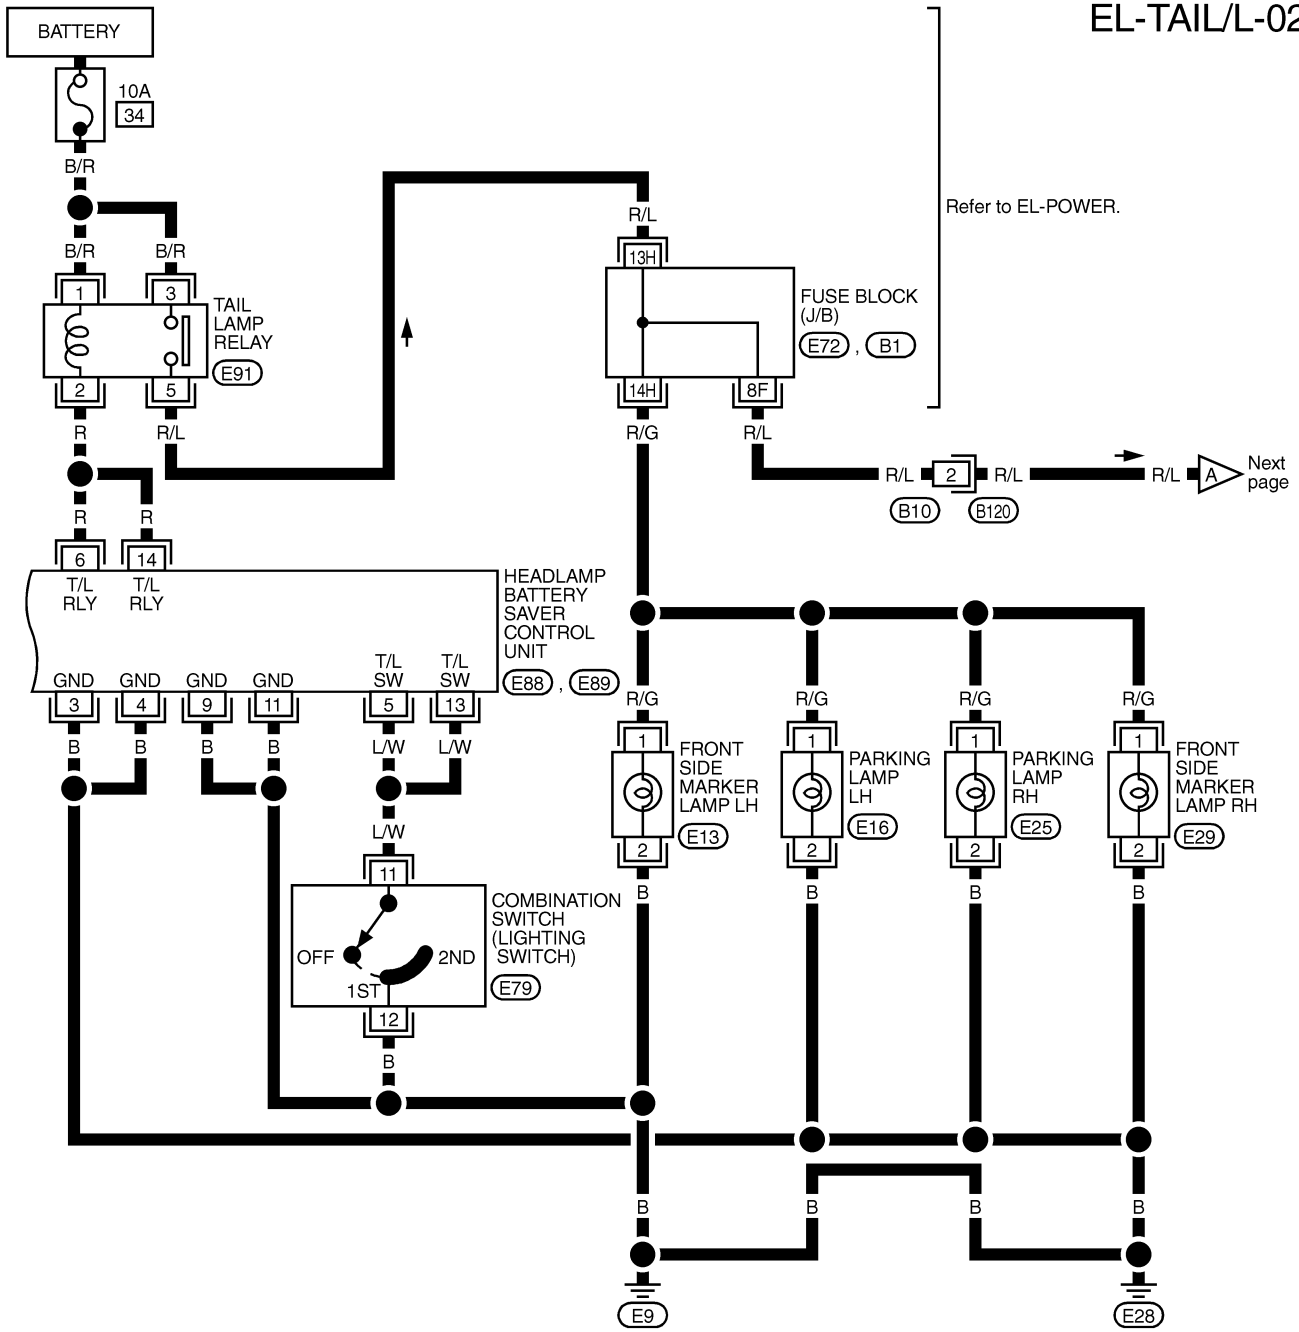 EL-TAIL/L-02
BATTERY
10A
34
B/R
B/R
B/R
1
3
TAIL
LAMP
RELAY
E91
2
5
R
R/L
R
R
R/L
13H
FUSE BLOCK
(J/B)
E72 , B1
14H
8F
R/G
R/L
Refer to EL-POWER.
R/L
2
R/L
R/L
A
Next
page
B10
B120
6
14
T/L
RLY
T/L
RLY
HEADLAMP
BATTERY
SAVER
CONTROL
UNIT
E88 , E89
GND
GND
GND
GND
T/L
SW
T/L
SW
3
4
9
11
5
13
B
B
B
B
L/W
L/W
L/W
11
OFF
1ST
2ND
COMBINATION
SWITCH
(LIGHTING
SWITCH)
E79
12
B
R/G
R/G
R/G
R/G
1
FRONT
SIDE
MARKER
LAMP LH
E13
2
1
PARKING
LAMP
LH
E16
2
1
PARKING
LAMP
RH
E25
2
1
FRONT
SIDE
MARKER
LAMP RH
E29
2
B
B
B
B
B
B
B
B
E9
E28